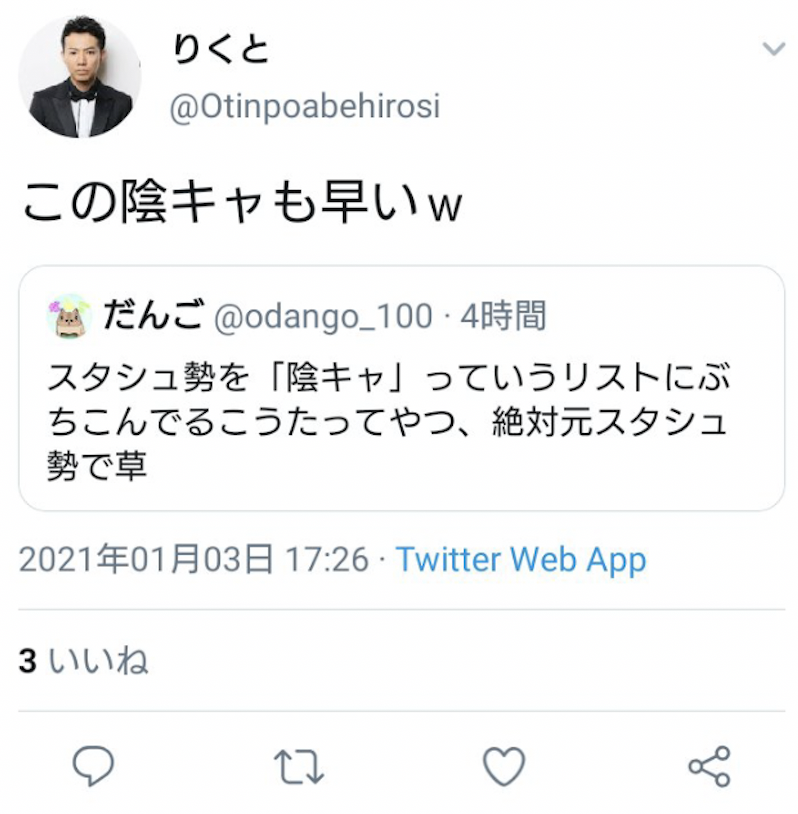 りくと
@Otinpoabehirosi
この陰キャも早いw
だんご @odango_100 · 4時間
スタシュ勢を「陰キャ」っていうリストにぶ
ちこんでるこうたってやつ、絶対元スタシュ
勢で草
2021年01月03日 17:26 · Twitter Web App
3 いいね